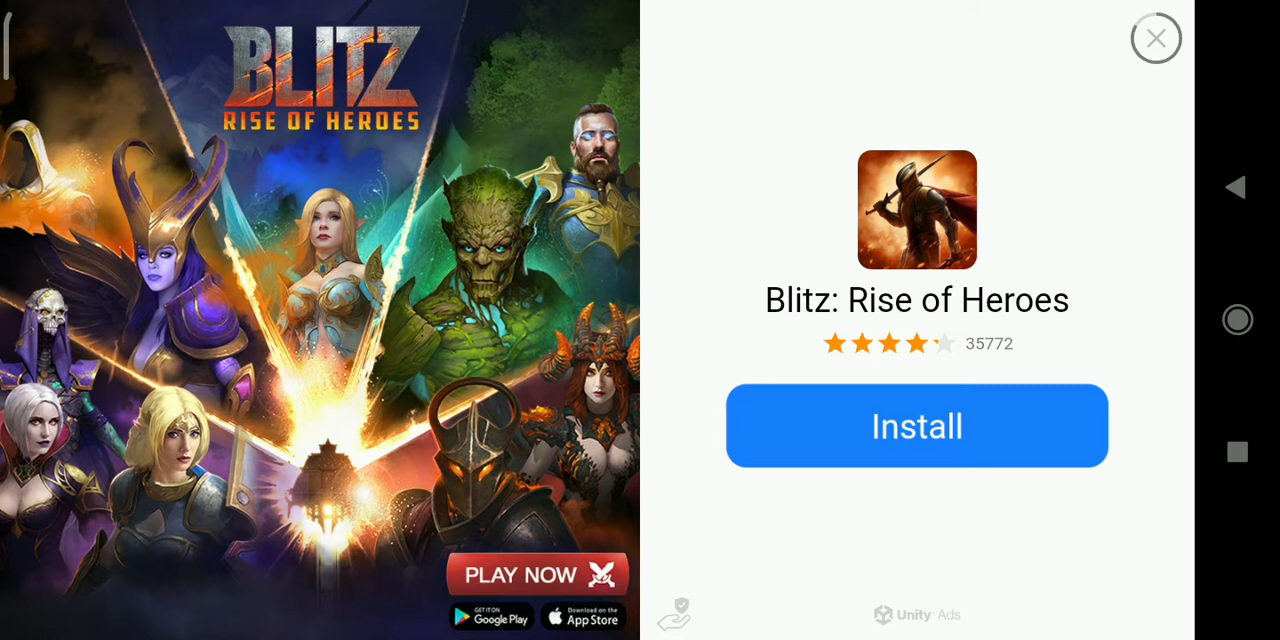 BLITZ
RISE OF HEROES
PLAY NOW
GET IT ON
Google Play
Download on the
App Store
Blitz: Rise of Heroes
35772
Install
Unity Ads